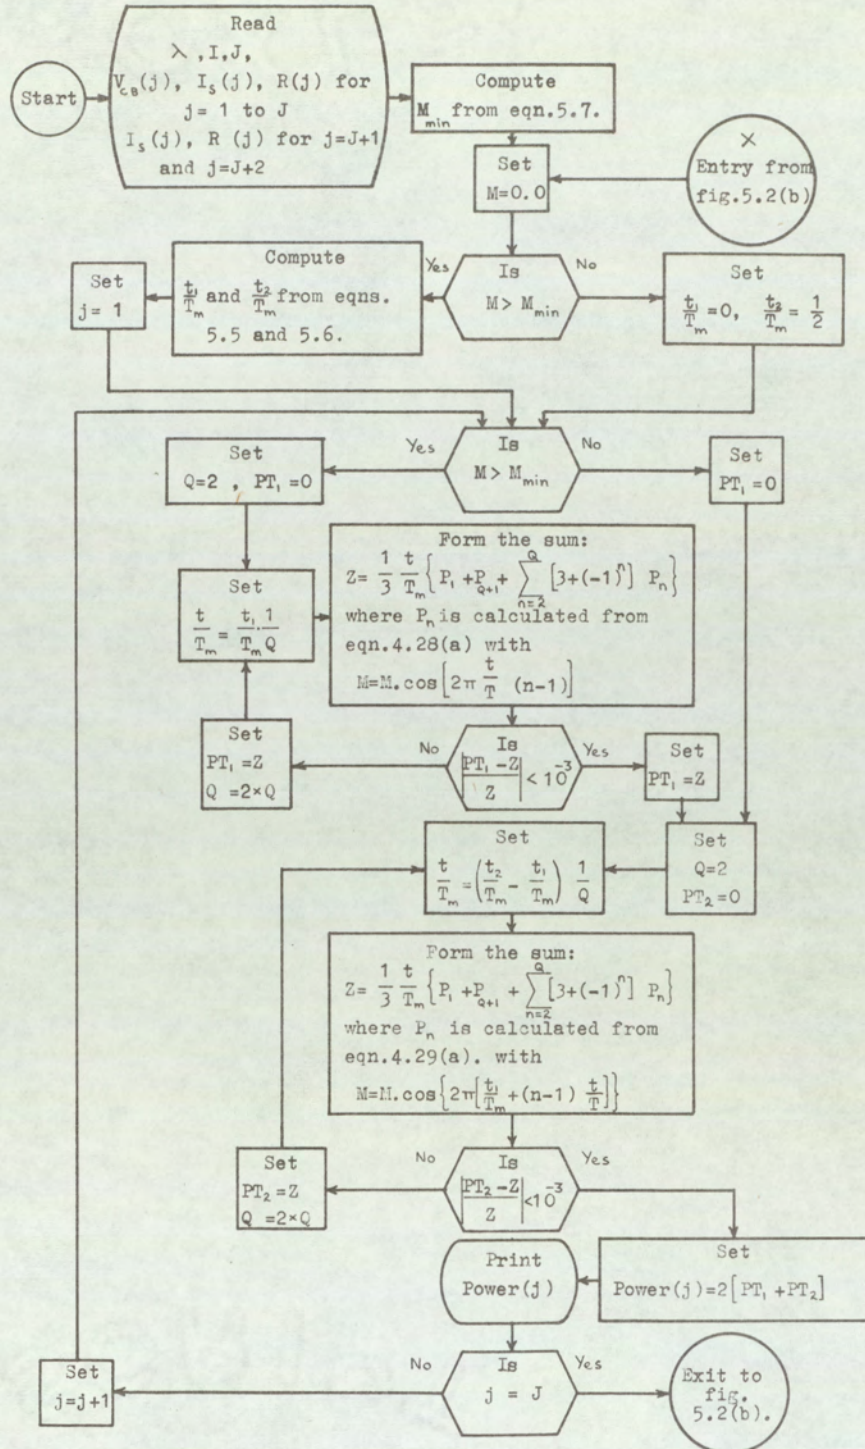 Start
Read
λ ,I,J,
V_CB(j), I_S(j), R(j) for
j= 1 to J
I_S(j), R (j) for j=J+1
and j=J+2
Compute
M_min from eqn.5.7.
Set
M=0.0
X
Entry from
fig.5.2(b)
Is
M > M_min
Yes
No
Compute
t₁/T_m and t₂/T_m from eqns.
5.5 and 5.6.
Set
j= 1
Set
t₁/T_m =0, t₂/T_m = 1/2
Is
M > M_min
Yes
No
Set
Q=2 , PT₁ =0
Set
PT₁ =0
Set
t/T_m = t₁/T_m . 1/Q
Form the sum:
Z= 1/3 t/T_m { P₁ +P_Q+1 + ∑ n=2 Q [3+(-1)ⁿ] P_n }
where P_n is calculated from
eqn.4.28(a) with
M=M.cos[2π t/T (n-1)]
Is
|PT₁ -Z / Z| < 10⁻³
No
Yes
Set
PT₁ =Z
Q =2×Q
Set
PT₁ =Z
Set
Q=2
PT₂ =0
Set
t/T_m = (t₂/T_m - t₁/T_m) 1/Q
Form the sum:
Z= 1/3 t/T_m { P₁ +P_Q+1 + ∑ n=2 Q [3+(-1)ⁿ] P_n }
where P_n is calculated from
eqn.4.29(a). with
M=M.cos{2π[t₁/T_m +(n-1) t/T]}
Is
|PT₂ -Z / Z| <10⁻³
No
Yes
Set
PT₂ =Z
Q =2×Q
Set
Power(j)=2[PT₁ +PT₂]
Print
Power(j)
Is
j = J
No
Yes
Set
j=j+1
Exit to
fig.
5.2(b).